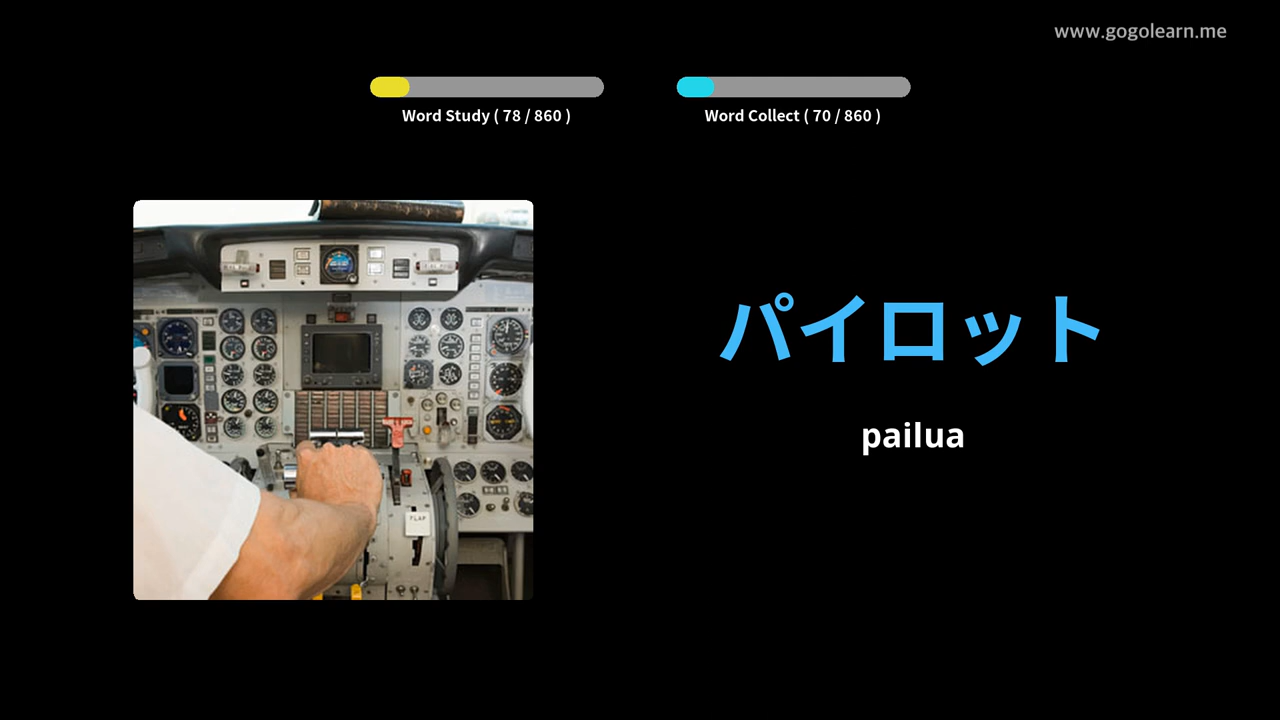 www.gogolearn.me
Word Study ( 78 / 860 )
Word Collect ( 70 / 860 )
パイロット
pailua
FLAP